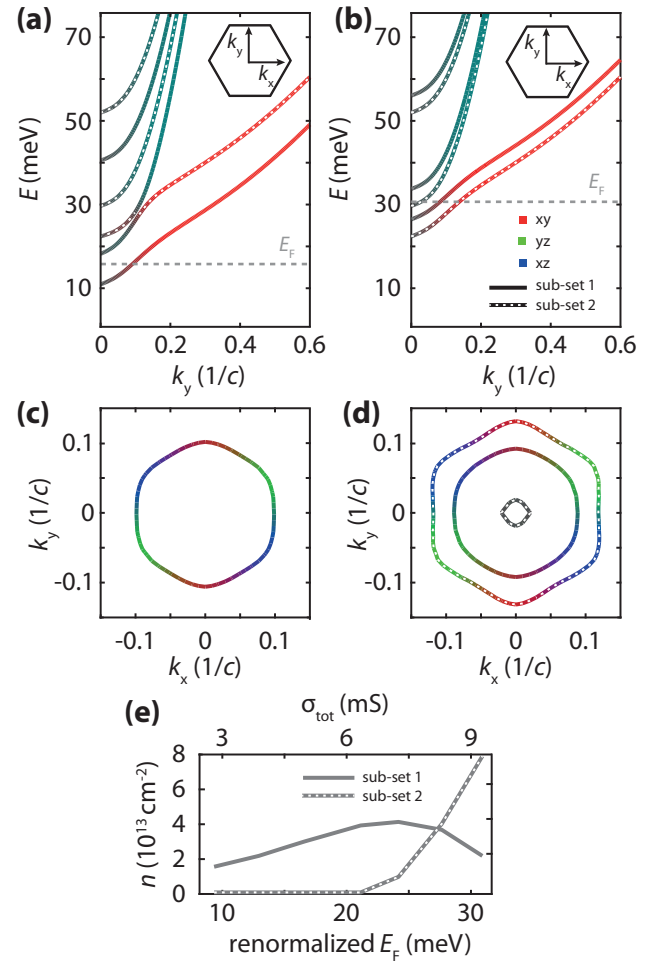 (a)
(b)
70
50
30
10
E (meV)
k_y
k_x
E_F
0
0.2
0.4
0.6
k_y (1/c)
70
50
30
10
E (meV)
k_y
k_x
E_F
xy
yz
xz
sub-set 1
sub-set 2
0
0.2
0.4
0.6
k_y (1/c)
(c)
(d)
0.1
0
-0.1
k_y (1/c)
-0.1
0
0.1
k_x (1/c)
0.1
0
-0.1
k_y (1/c)
-0.1
0
0.1
k_x (1/c)
(e)
σ_tot (mS)
3
6
9
8
4
2
0
n (10^13 cm^-2)
sub-set 1
sub-set 2
10
20
30
renormalized E_F (meV)